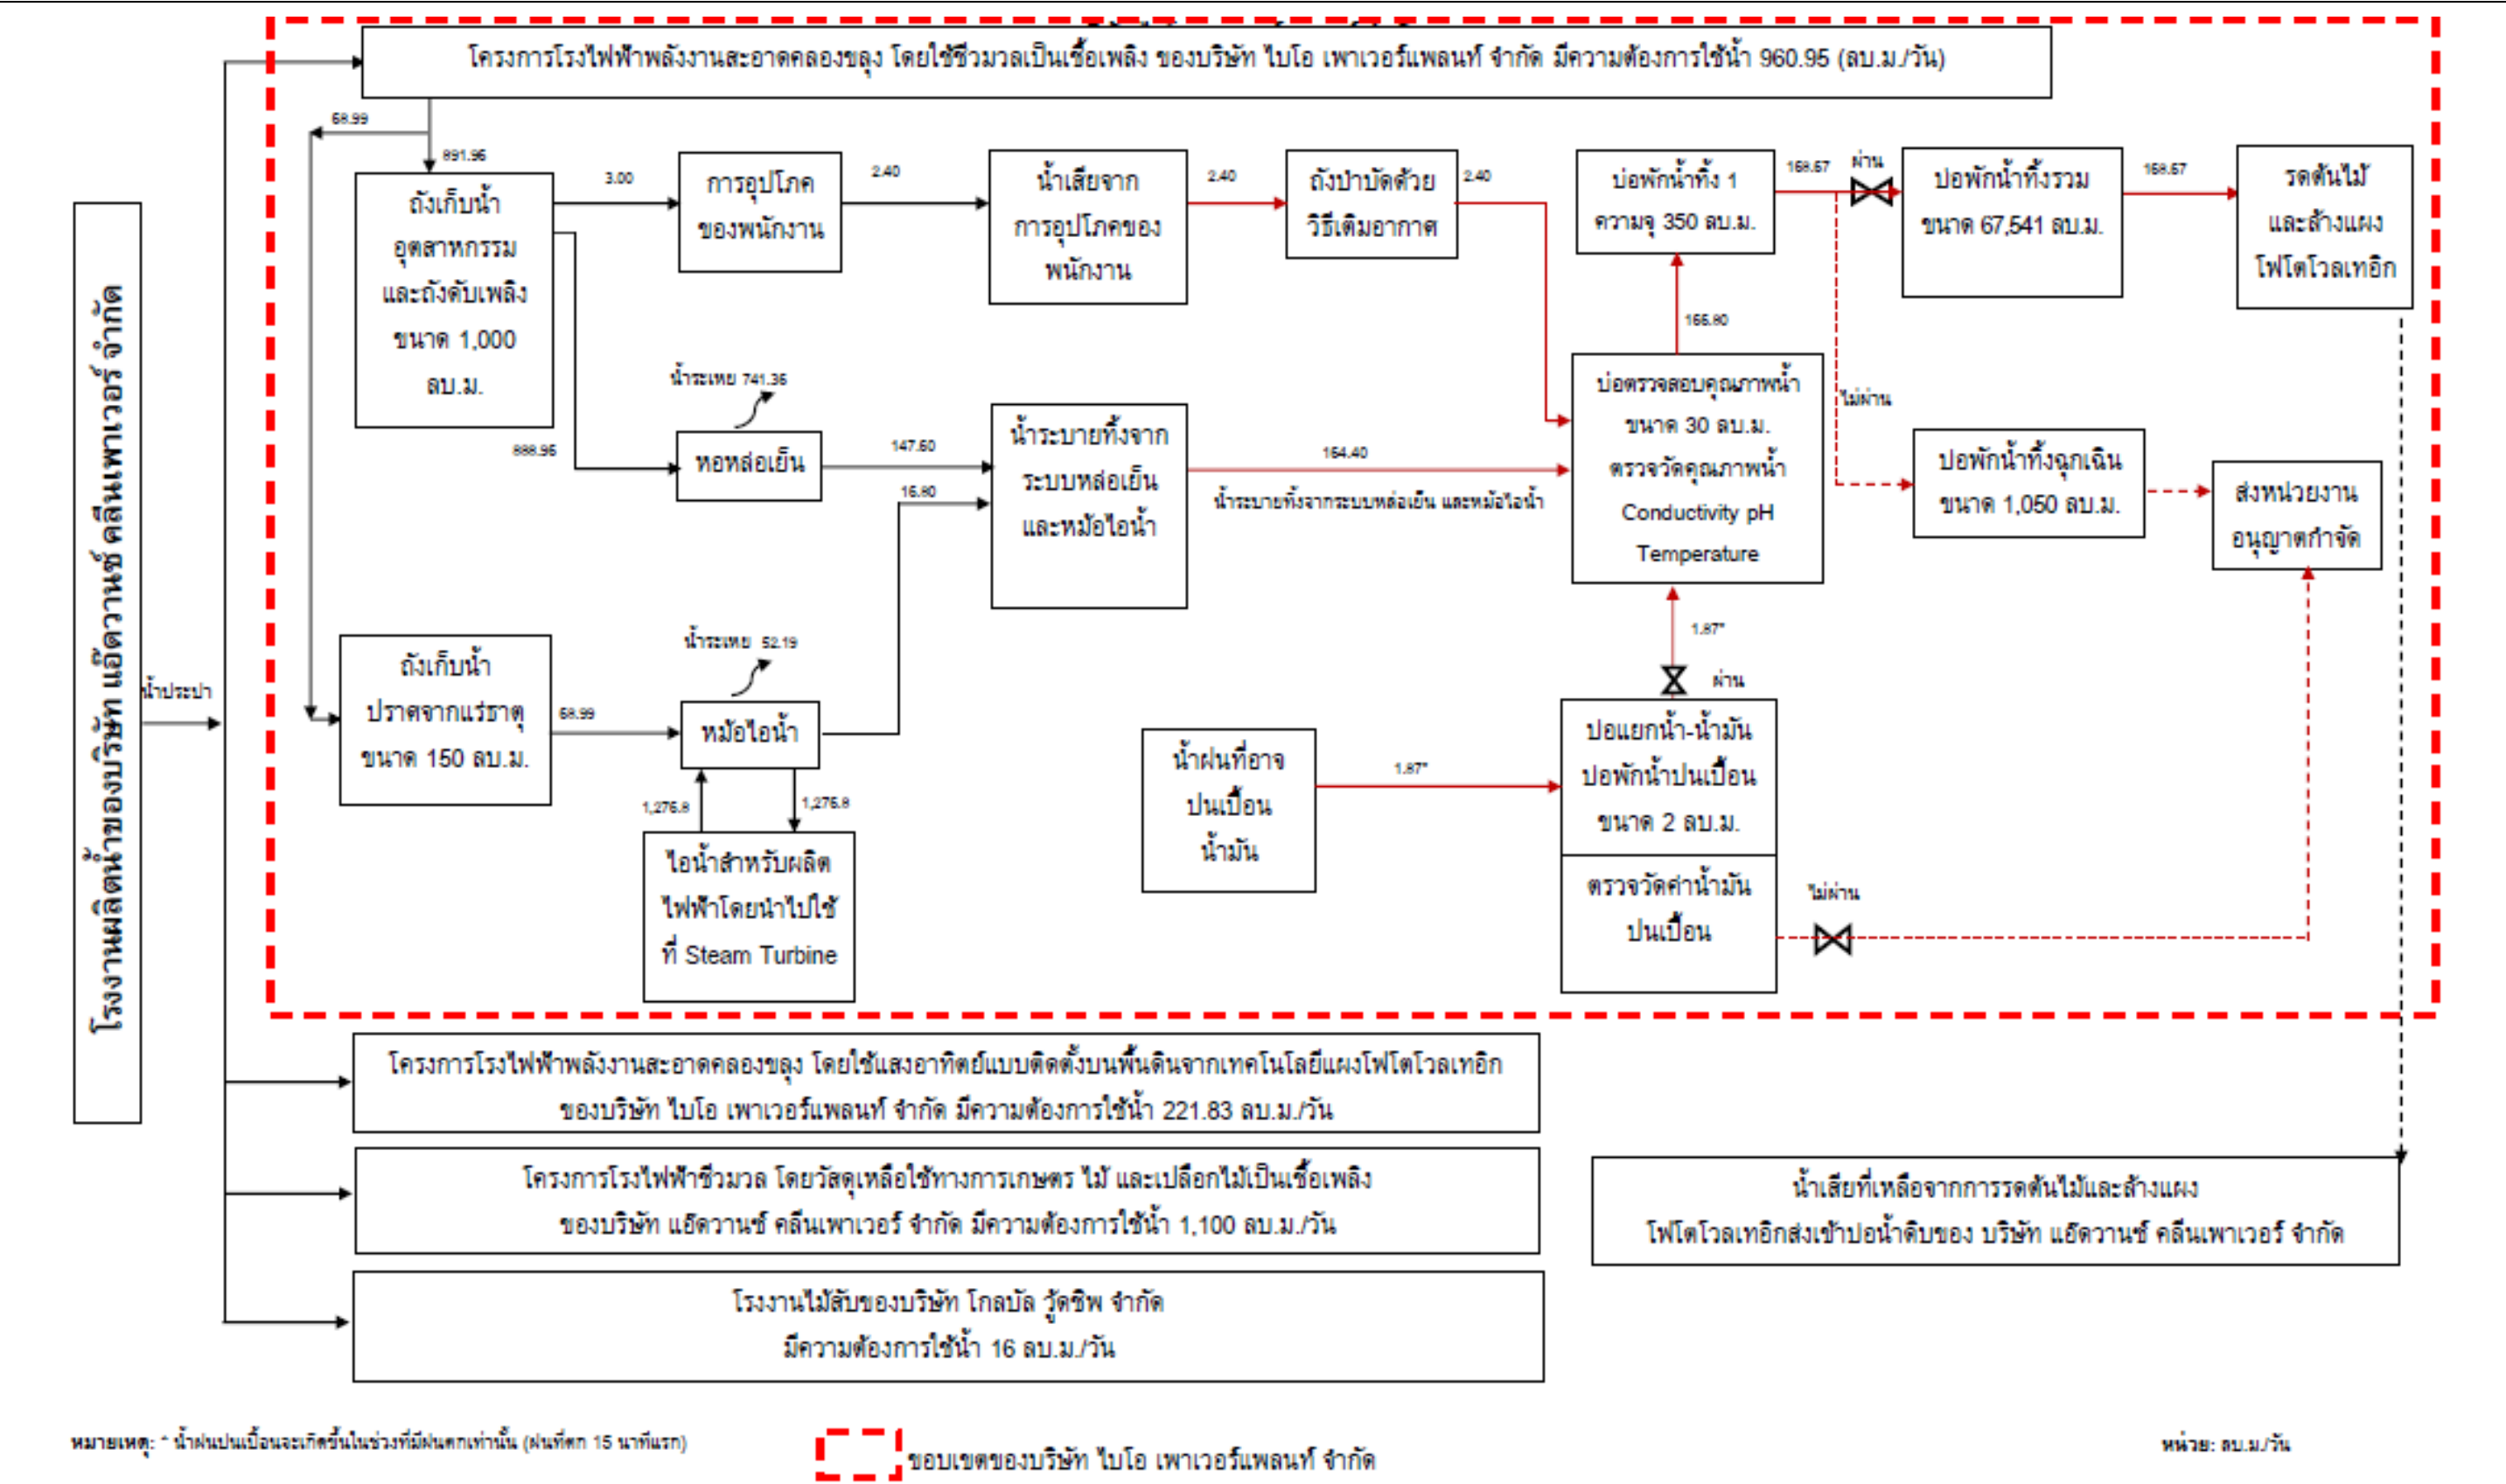 โครงการโรงไฟฟ้าพลังงานสะอาดคลองขลุง โดยใช้ชีวมวลเป็นเชื้อเพลิง ของบริษัท ไบโอ เพาเวอร์แพลนท์ จำกัด มีความต้องการใช้น้ำ 960.95 (ลบ.ม./วัน)
โรงงานผลิตน้ำของบริษัท แอ๊ดวานซ์ คลีนเพาเวอร์ จำกัด
น้ำประปา
68.99
891.95
ถังเก็บน้ำ
อุตสาหกรรม
และถังดับเพลิง
ขนาด 1,000
ลบ.ม.
3.00
การอุปโภค
ของพนักงาน
2.40
น้ำเสียจาก
การอุปโภคของ
พนักงาน
2.40
ถังบำบัดด้วย
วิธีเติมอากาศ
2.40
บ่อพักน้ำทิ้ง 1
ความจุ 350 ลบ.ม.
158.67
ผ่าน
บ่อพักน้ำทิ้งรวม
ขนาด 67,541 ลบ.ม.
158.67
รดต้นไม้
และล้างแผง
โฟโตโวลเทอิก
156.80
ไม่ผ่าน
888.95
น้ำระเหย 741.35
หอหล่อเย็น
147.60
16.80
น้ำระบายทิ้งจาก
ระบบหล่อเย็น
และหม้อไอน้ำ
164.40
น้ำระบายทิ้งจากระบบหล่อเย็น และหม้อไอน้ำ
บ่อตรวจสอบคุณภาพน้ำ
ขนาด 30 ลบ.ม.
ตรวจวัดคุณภาพน้ำ
Conductivity pH
Temperature
บ่อพักน้ำทิ้งฉุกเฉิน
ขนาด 1,050 ลบ.ม.
ส่งหน่วยงาน
อนุญาตกำจัด
ถังเก็บน้ำ
ปราศจากแร่ธาตุ
ขนาด 150 ลบ.ม.
68.99
น้ำระเหย 52.19
หม้อไอน้ำ
1,275.8
1,275.8
ไอน้ำสำหรับผลิต
ไฟฟ้าโดยนำไปใช้
ที่ Steam Turbine
น้ำฝนที่อาจ
ปนเปื้อน
น้ำมัน
1.87*
1.87*
ผ่าน
บ่อแยกน้ำ-น้ำมัน
บ่อพักน้ำปนเปื้อน
ขนาด 2 ลบ.ม.
ตรวจวัดค่าน้ำมัน
ปนเปื้อน
ไม่ผ่าน
โครงการโรงไฟฟ้าพลังงานสะอาดคลองขลุง โดยใช้แสงอาทิตย์แบบติดตั้งบนพื้นดินจากเทคโนโลยีแผงโฟโตโวลเทอิก
ของบริษัท ไบโอ เพาเวอร์แพลนท์ จำกัด มีความต้องการใช้น้ำ 221.83 ลบ.ม./วัน
โครงการโรงไฟฟ้าชีวมวล โดยวัสดุเหลือใช้ทางการเกษตร ไม้ และเปลือกไม้เป็นเชื้อเพลิง
ของบริษัท แอ๊ดวานซ์ คลีนเพาเวอร์ จำกัด มีความต้องการใช้น้ำ 1,100 ลบ.ม./วัน
โรงงานไม้สับของบริษัท โกลบัล วู้ดชิพ จำกัด
มีความต้องการใช้น้ำ 16 ลบ.ม./วัน
น้ำเสียที่เหลือจากการรดต้นไม้และล้างแผง
โฟโตโวลเทอิกส่งเข้าบ่อน้ำดิบของ บริษัท แอ๊ดวานซ์ คลีนเพาเวอร์ จำกัด
หมายเหตุ: * น้ำฝนปนเปื้อนจะเกิดขึ้นในช่วงที่มีฝนตกเท่านั้น (ฝนที่ตก 15 นาทีแรก)
ขอบเขตของบริษัท ไบโอ เพาเวอร์แพลนท์ จำกัด
หน่วย: ลบ.ม./วัน